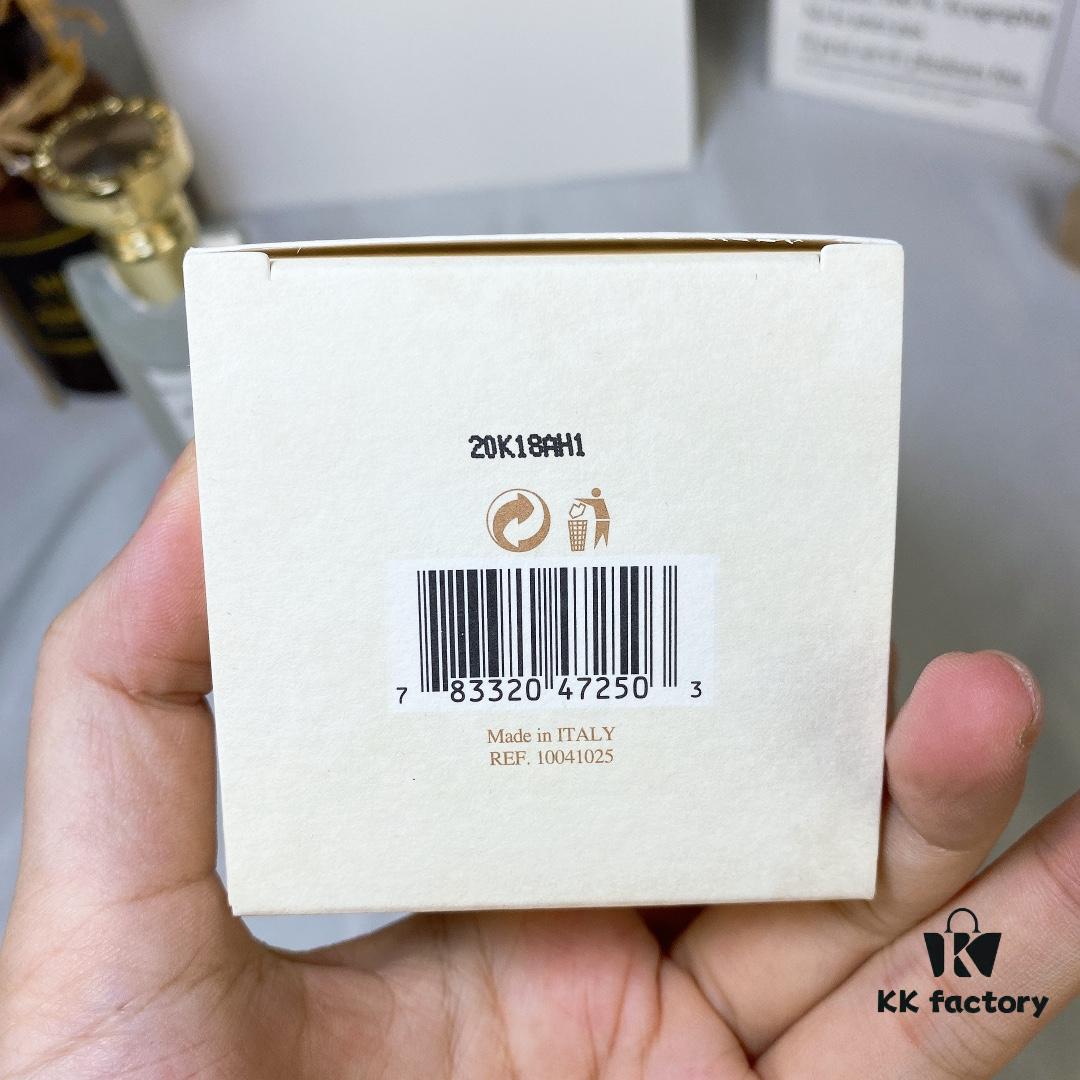 20K18AH1
7 83320 47250 3
Made in ITALY
REF. 10041025
KK factory